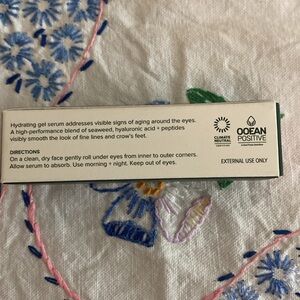 Hydrating gel serum addresses visible signs of aging around the eyes.
A high-performance blend of seaweed, hyaluronic acid + peptides
visibly smooth the look of fine lines and crow's feet.
DIRECTIONS
On a clean, dry face gently roll under eyes from inner to outer corners.
Allow serum to absorb. Use morning + night. Keep out of eyes.
CLIMATE
NEUTRAL
OCEAN
POSITIVE
EXTERNAL USE ONLY